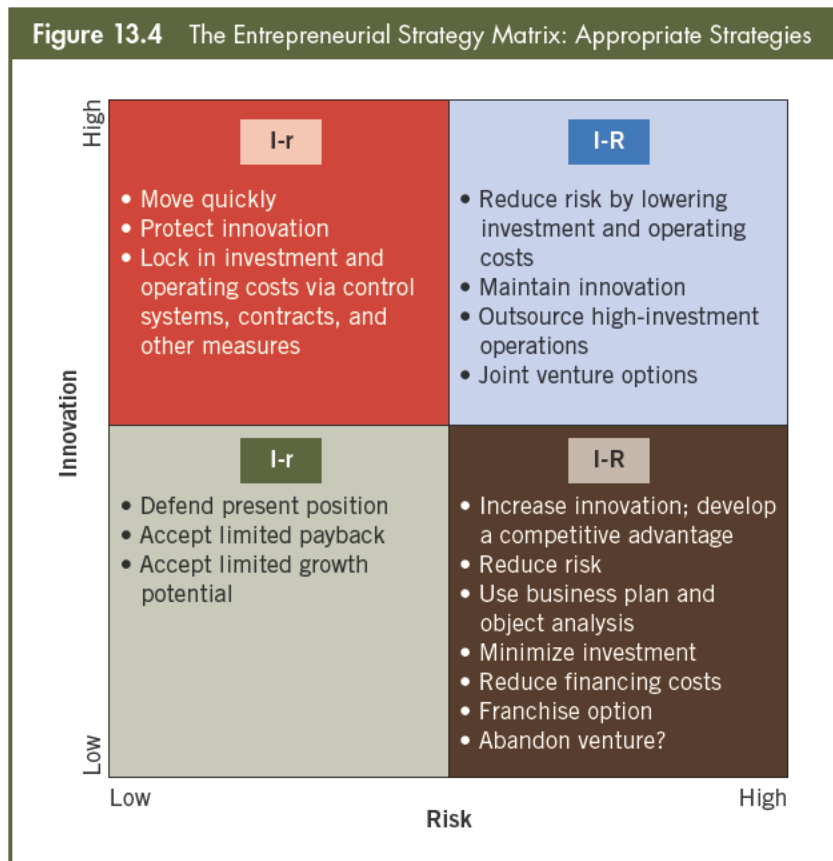 Figure 13.4 The Entrepreneurial Strategy Matrix: Appropriate Strategies
High
I-r
• Move quickly
• Protect innovation
• Lock in investment and
operating costs via control
systems, contracts, and
other measures
I-R
• Reduce risk by lowering
investment and operating
costs
• Maintain innovation
• Outsource high-investment
operations
• Joint venture options
Innovation
I-r
• Defend present position
• Accept limited payback
• Accept limited growth
potential
I-R
• Increase innovation; develop
a competitive advantage
• Reduce risk
• Use business plan and
object analysis
• Minimize investment
• Reduce financing costs
• Franchise option
• Abandon venture?
Low
Low
High
Risk